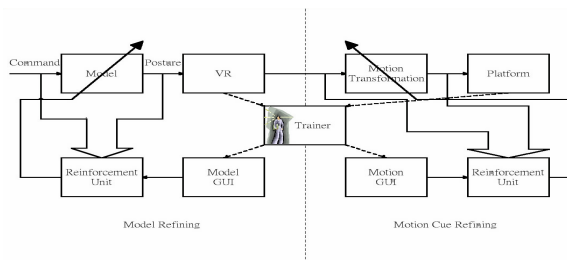 Command
Model
Posture
VR
Motion
Transformation
Platform
Trainer
Reinforcement
Unit
Model
GUI
Motion
GUI
Reinforcement
Unit
Model Refining
Motion Cue Refining